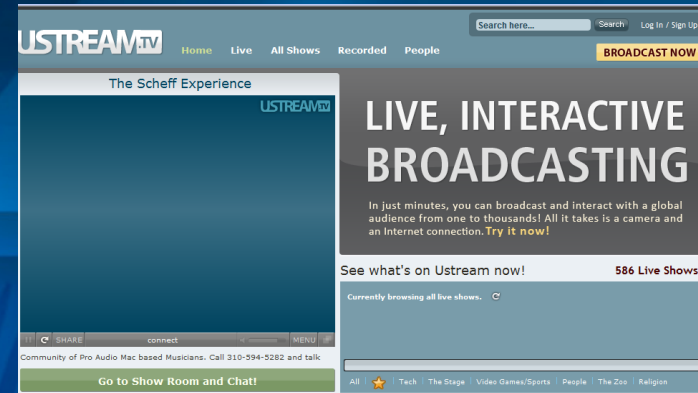 Search here...
Search
Log In / Sign Up
USTREAM.TV
Home
Live
All Shows
Recorded
People
BROADCAST NOW
The Scheff Experience
USTREAM.TV
SHARE
connect
MENU
Community of Pro Audio Mac based Musicians. Call 310-594-5282 and talk
Go to Show Room and Chat!
LIVE, INTERACTIVE
BROADCASTING
In just minutes, you can broadcast and interact with a global
audience from one to thousands! All it takes is a camera and
an Internet connection. Try it now!
See what's on Ustream now!
586 Live Shows
Currently browsing all live shows.
All
Tech
The Stage
Video Games/Sports
People
The Zoo
Religion